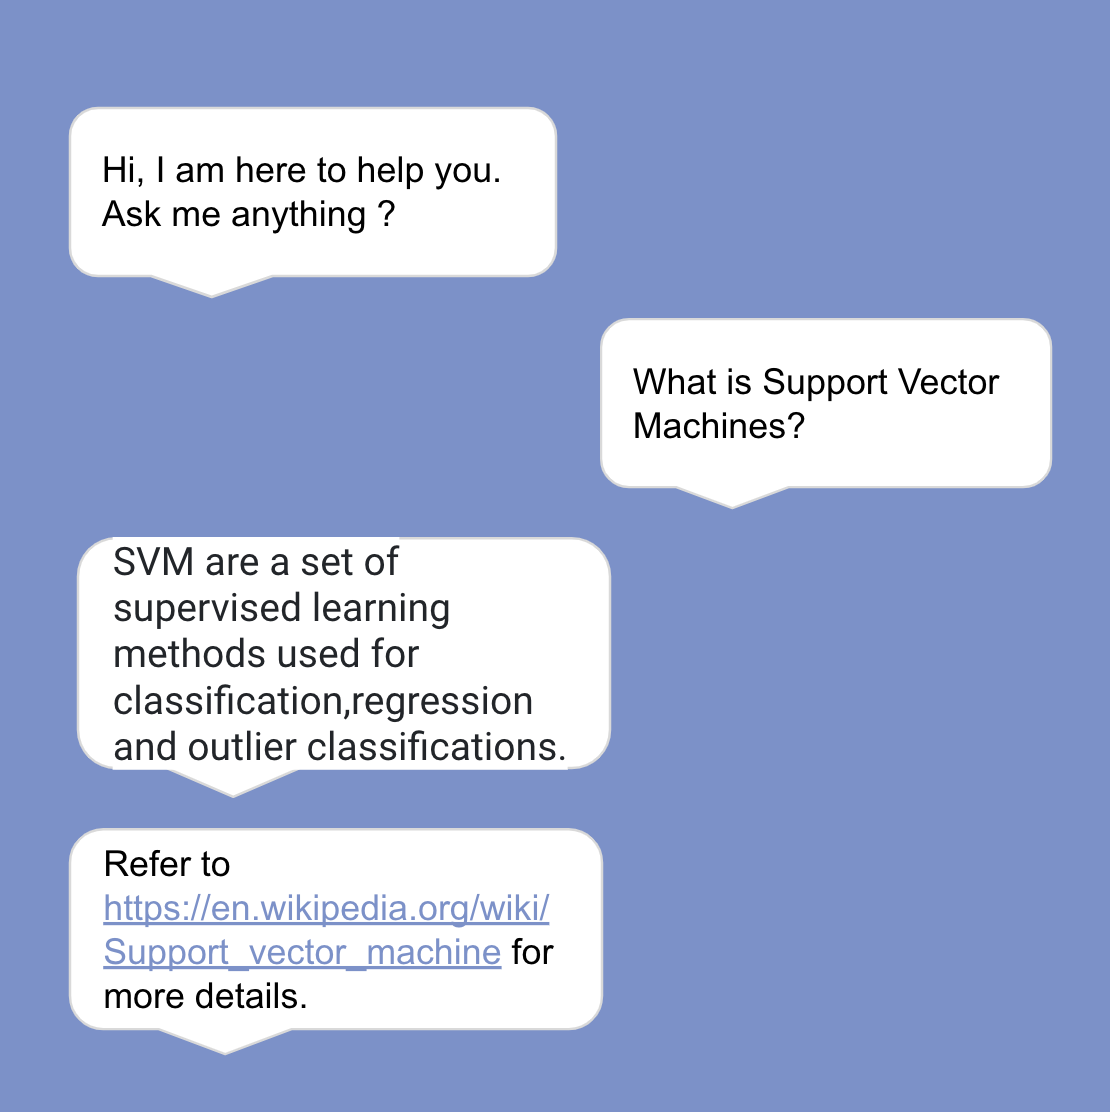 Hi, I am here to help you.
Ask me anything ?
What is Support Vector
Machines?
SVM are a set of
supervised learning
methods used for
classification,regression
and outlier classifications.
Refer to
https://en.wikipedia.org/wiki/
Support_vector_machine for
more details.